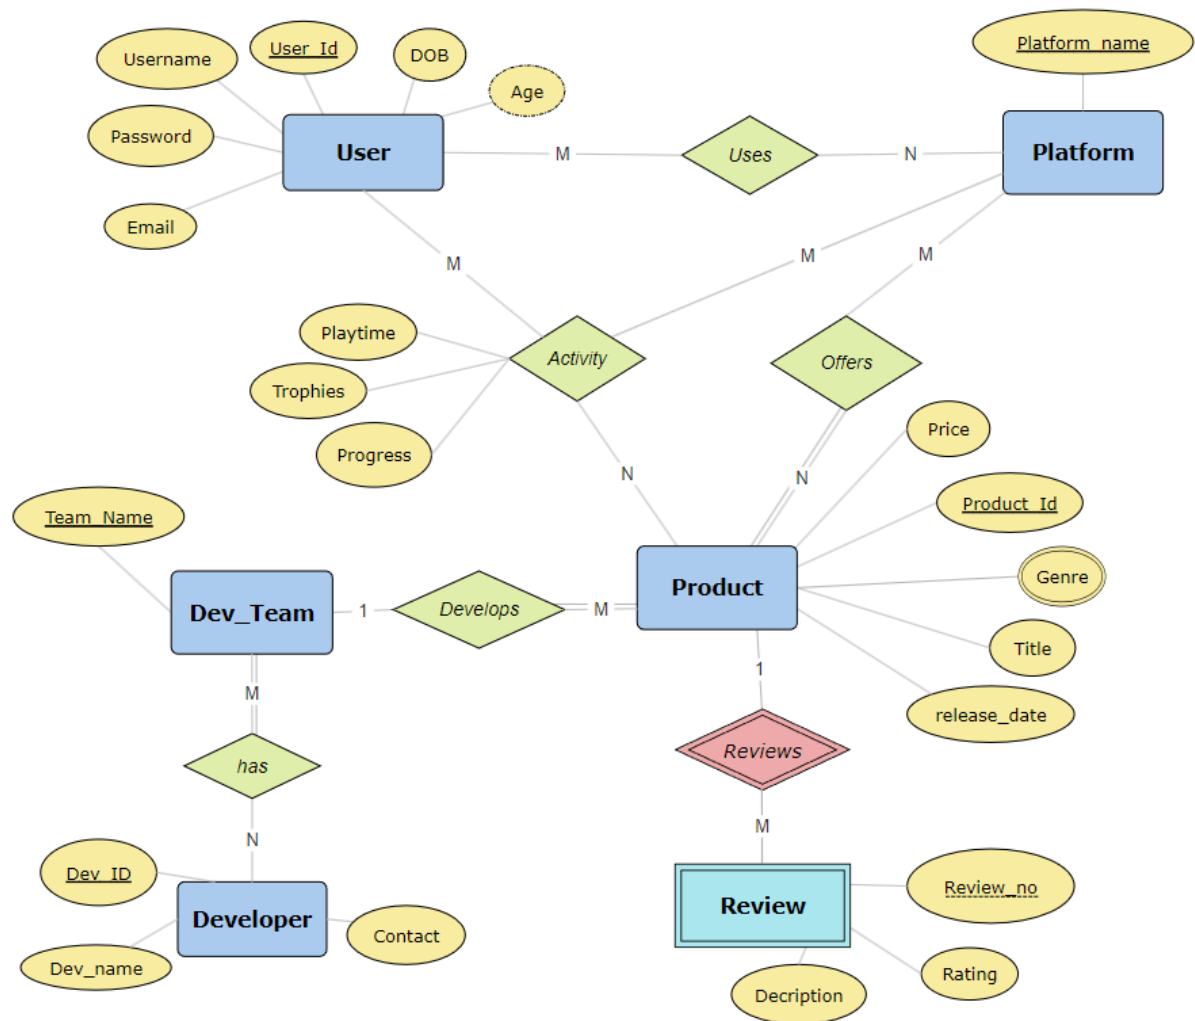 Username
User_Id
DOB
Age
Platform_name
Password
User
M
Uses
N
Platform
Email
M
M
M
Playtime
Activity
Offers
Trophies
Price
Progress
N
N
Team_Name
Product_Id
Genre
Dev_Team
1
Develops
M
Product
Title
M
1
release_date
has
Reviews
N
M
Dev_ID
Review_no
Developer
Contact
Review
Dev_name
Rating
Decription